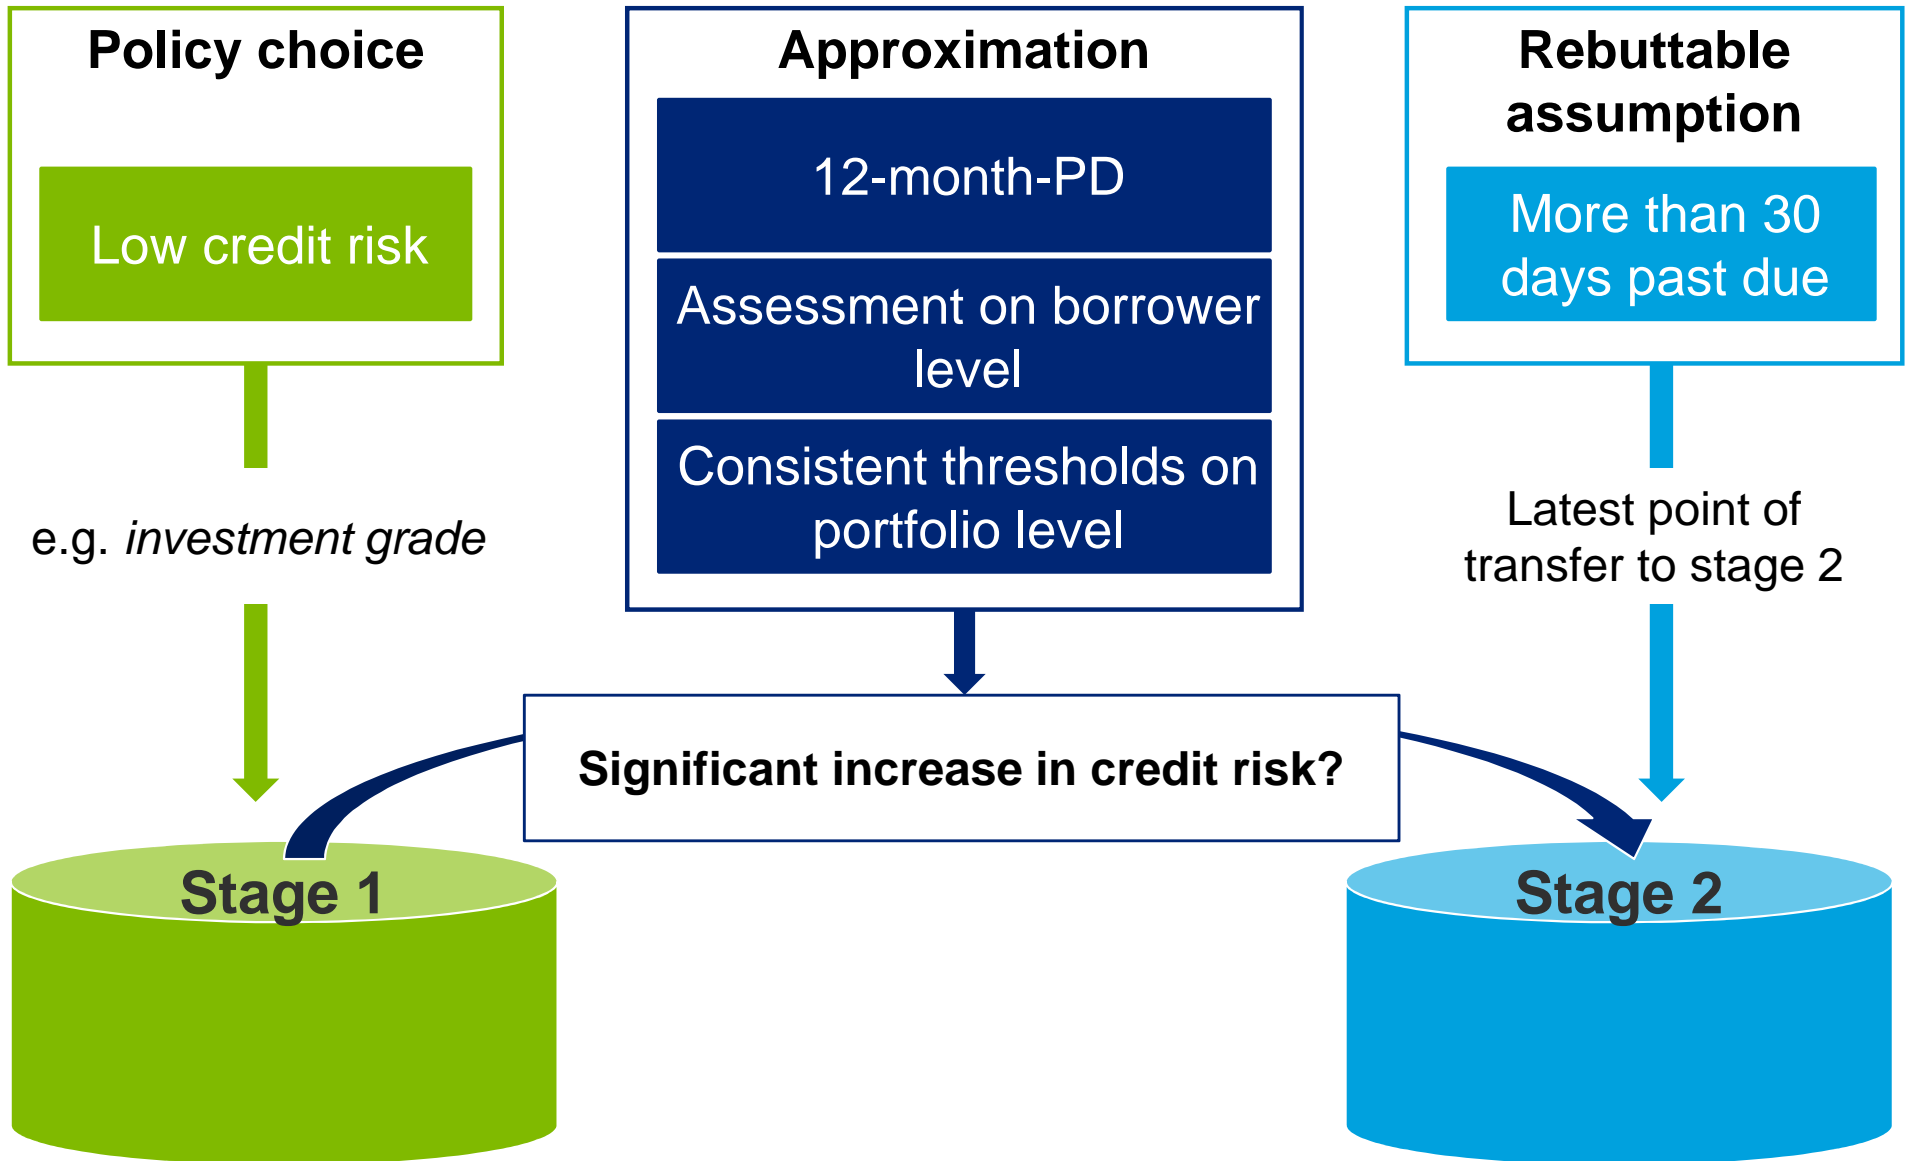 Policy choice
Low credit risk
e.g. investment grade
Approximation
12-month-PD
Assessment on borrower
level
Consistent thresholds on
portfolio level
Rebuttable
assumption
More than 30
days past due
Latest point of
transfer to stage 2
Significant increase in credit risk?
Stage 1
Stage 2